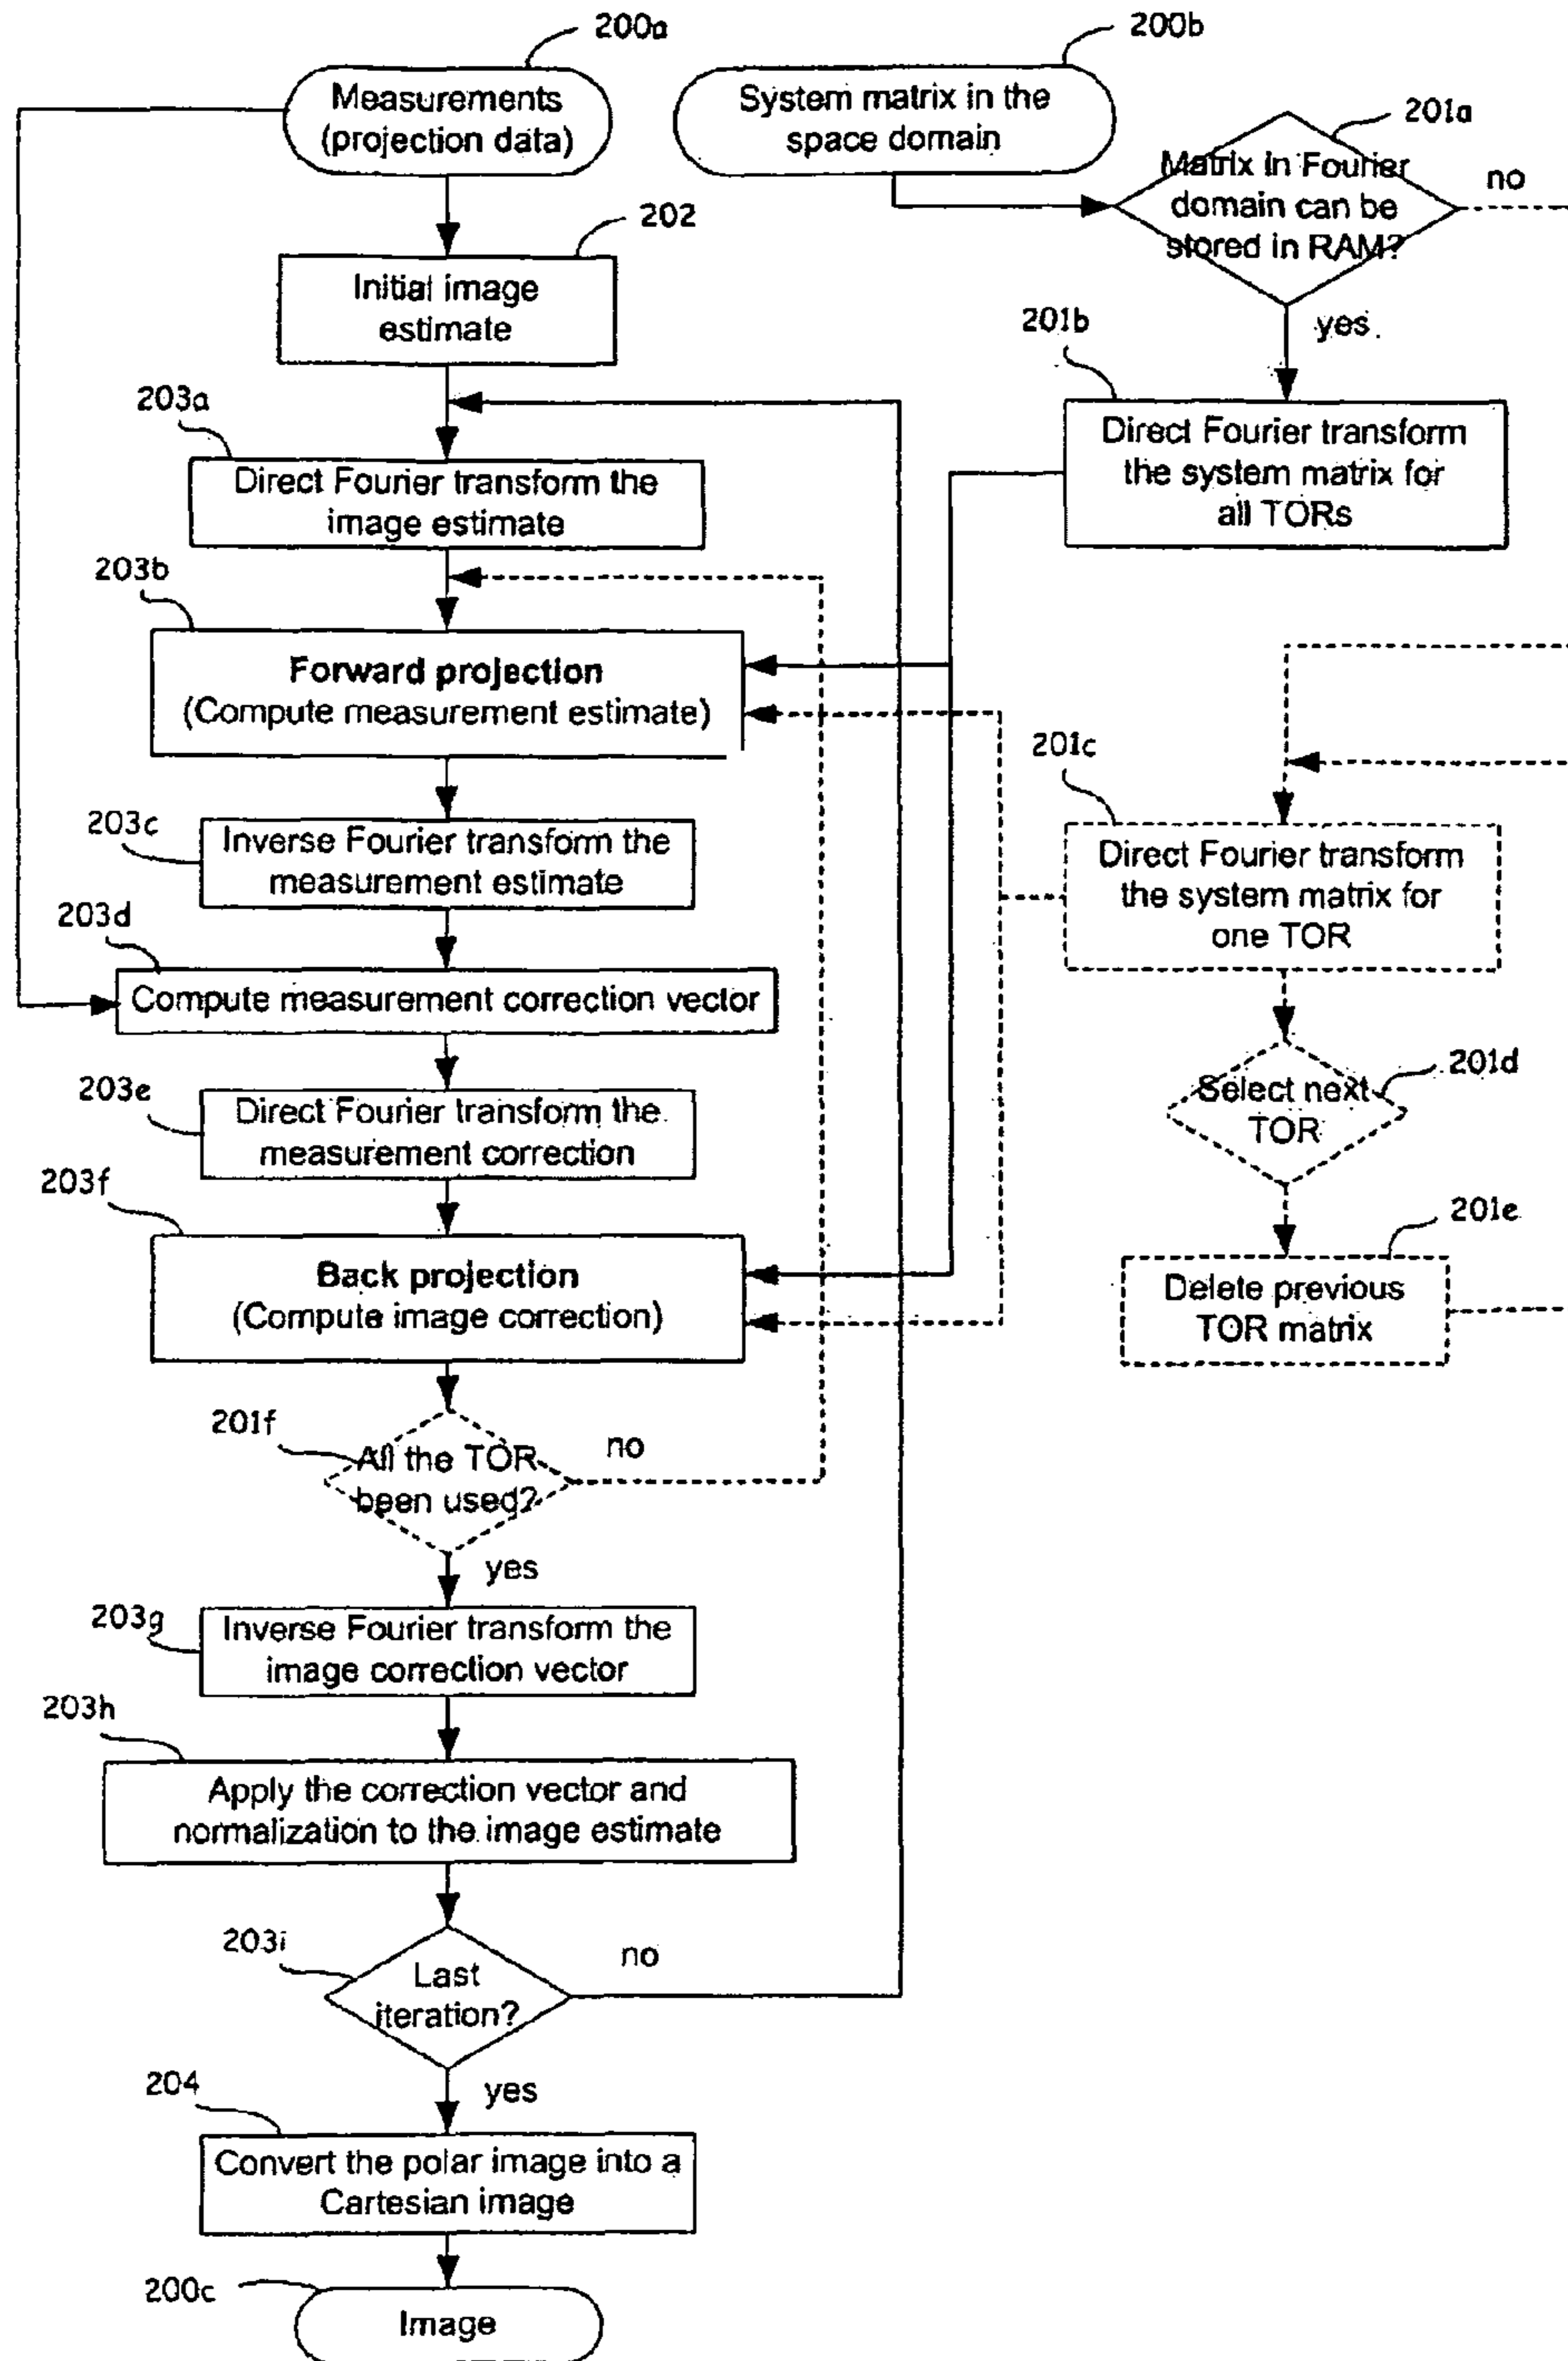 200a
Measurements
(projection data)
200b
System matrix in the
space domain
201a
Matrix in Fourier
domain can be
stored in RAM?
no
yes
202
Initial image
estimate
201b
Direct Fourier transform
the system matrix for
all TORs
203a
Direct Fourier transform the
image estimate
203b
Forward projection
(Compute measurement estimate)
203c
Inverse Fourier transform the
measurement estimate
201c
Direct Fourier transform
the system matrix for
one TOR
203d
Compute measurement correction vector
201d
Select next
TOR
203e
Direct Fourier transform the
measurement correction
203f
Back projection
(Compute image correction)
201e
Delete previous
TOR matrix
201f
All the TOR
been used?
no
yes
203g
Inverse Fourier transform the
image correction vector
203h
Apply the correction vector and
normalization to the image estimate
203i
Last
iteration?
no
yes
204
Convert the polar image into a
Cartesian image
200c
Image